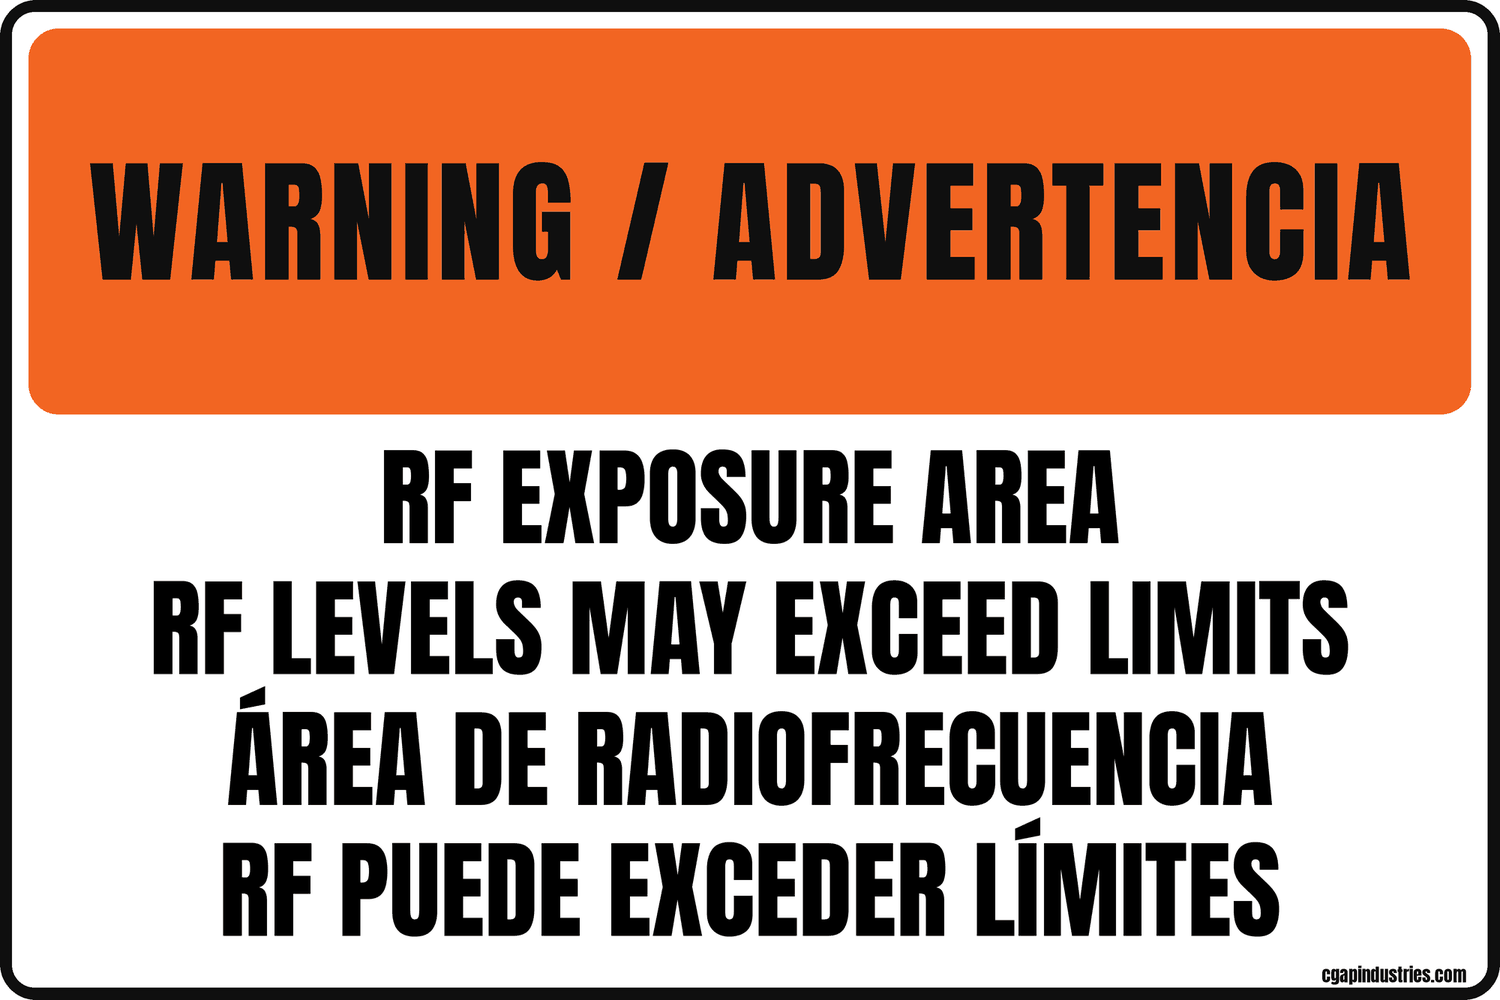 WARNING / ADVERTENCIA
RF EXPOSURE AREA
RF LEVELS MAY EXCEED LIMITS
ÁREA DE RADIOFRECUENCIA
RF PUEDE EXCEDER LÍMITES
cgapindustries.com